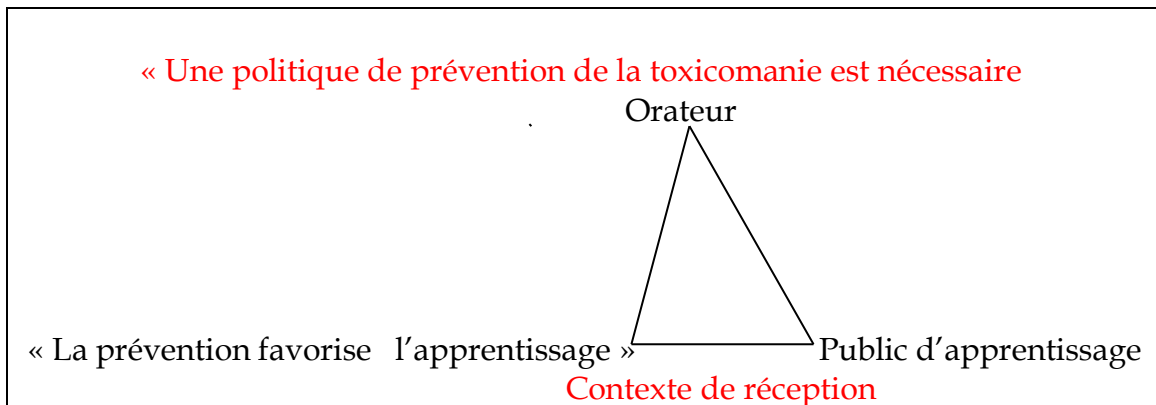 « Une politique de prévention de la toxicomanie est nécessaire
Orateur
« La prévention favorise l’apprentissage » Public d’apprentissage
Contexte de réception